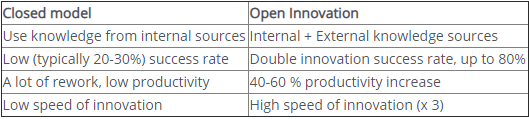 Closed model Open Innovation
Use knowledge from internal sources Internal + External knowledge sources
Low (typically 20-30%) success rate Double innovation success rate, up to 80%
A lot of rework, low productivity 40-60 % productivity increase
Low speed of innovation High speed of innovation (x 3)